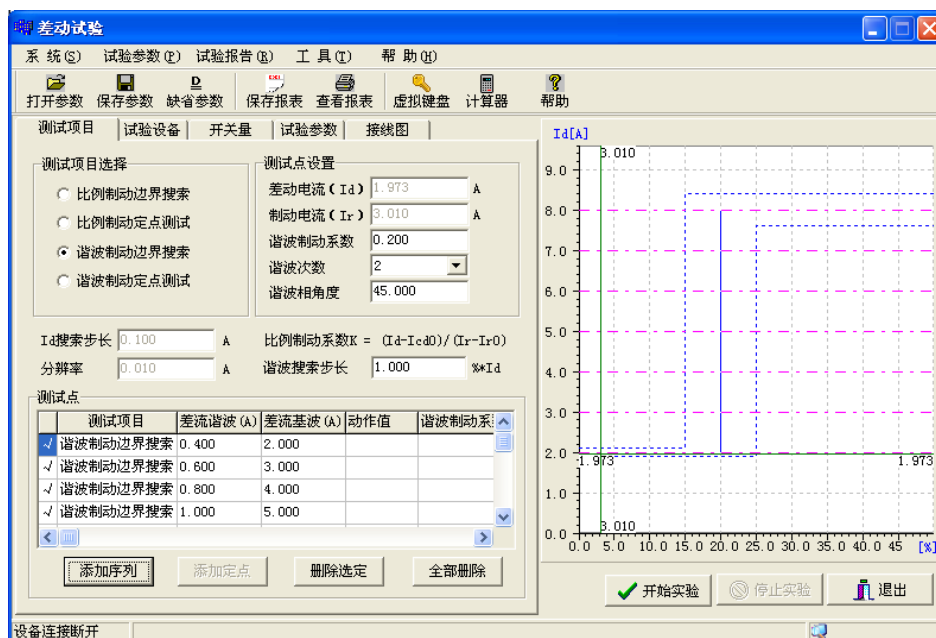 差动试验
系 统(S) 试验参数(P) 试验报告(R) 工 具(T) 帮 助(H)
打开参数 保存参数 缺省参数 保存报表 查看报表 虚拟键盘 计算器 帮助
测试项目 试验设备 开关量 试验参数 接线图
测试项目选择
比例制动边界搜索
比例制动定点测试
谐波制动边界搜索
谐波制动定点测试
测试点设置
差动电流(Id) 1.973 A
制动电流(Ir) 3.010 A
谐波制动系数 0.200
谐波次数 2
谐波相角度 45.000
Id搜索步长 0.100 A 比例制动系数K = (Id-Icd0)/(Ir-Ir0)
分辨率 0.010 A 谐波搜索步长 1.000 %*Id
测试点
测试项目 差流谐波(A) 差流基波(A) 动作值 谐波制动系
√ 谐波制动边界搜索 0.400 2.000
√ 谐波制动边界搜索 0.600 3.000
√ 谐波制动边界搜索 0.800 4.000
√ 谐波制动边界搜索 1.000 5.000
添加序列 添加定点 删除选定 全部删除
Id[A]
3.010
9.0
8.0
7.0
6.0
5.0
4.0
3.0
2.0
1.973 1.973
1.0
0.0
3.010
0.0 5.0 10.0 15.0 20.0 25.0 30.0 35.0 40.0 45 [%]
开始实验 停止实验 退出
设备连接断开